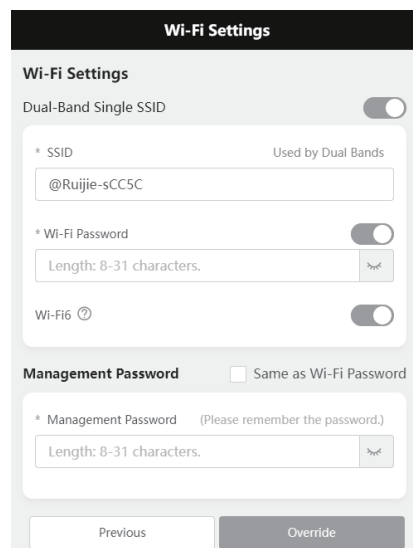 Wi-Fi Settings
Wi-Fi Settings
Dual-Band Single SSID
* SSID Used by Dual Bands
@Ruijie-sCC5C
* Wi-Fi Password
Length: 8-31 characters.
Wi-Fi6 ?
Management Password Same as Wi-Fi Password
* Management Password (Please remember the password.)
Length: 8-31 characters.
Previous Override